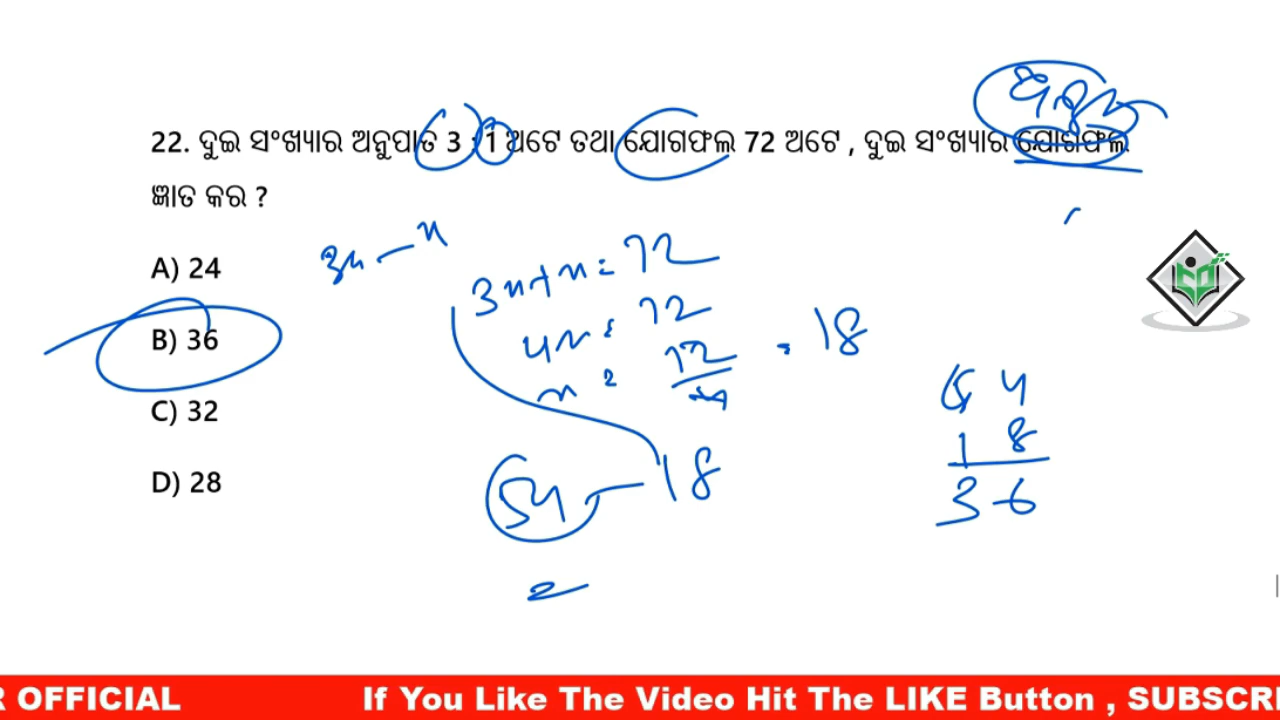 22. ଦୁଇ ସଂଖ୍ୟାର ଅନୁପାତ 3 : 1 ଅଟେ ତଥା ଯୋଗଫଳ 72 ଅଟେ , ଦୁଇ ସଂଖ୍ୟାର ଯୋଗଫଳ
ଜ୍ଞାତ କର ?
3x — x
A) 24
3x+x = 72
B) 36
4x = 72
x = 72/4 = 18
C) 32
54 — 18
D) 28
54
18
36
R OFFICIAL If You Like The Video Hit The LIKE Button , SUBSCRI